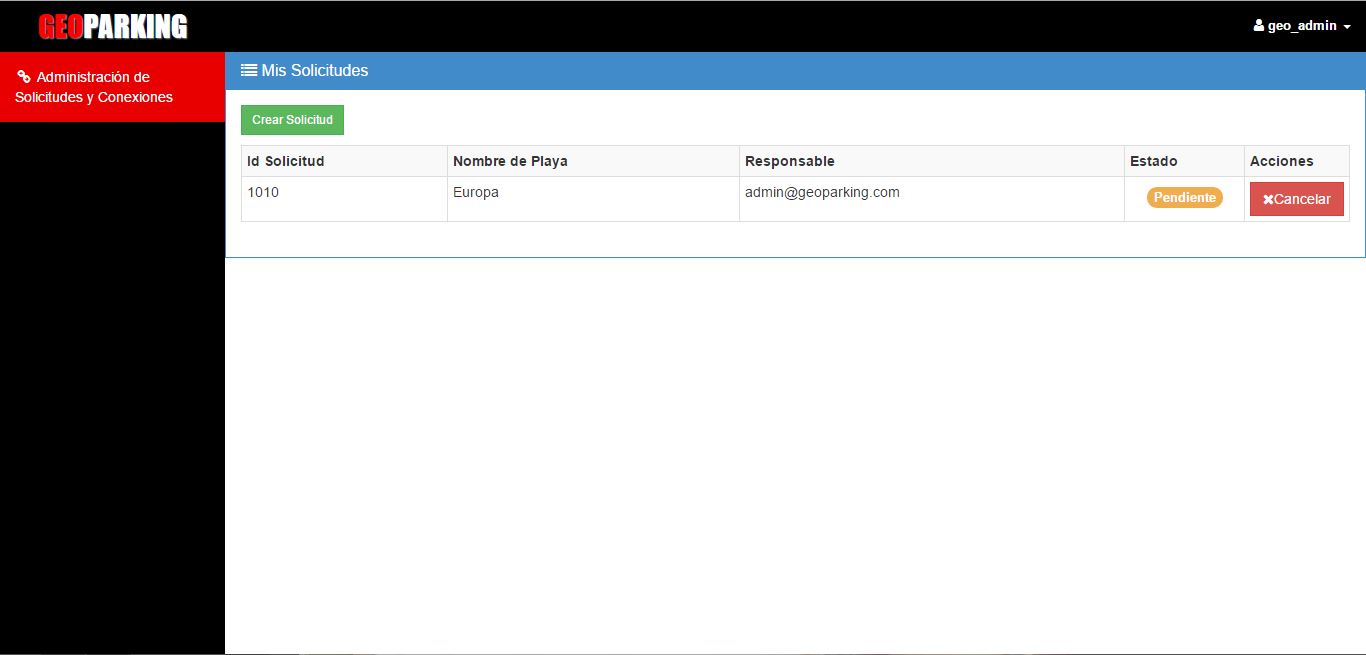 GEOPARKING
geo_admin
Administración de
Solicitudes y Conexiones
Mis Solicitudes
Crear Solicitud
Id Solicitud Nombre de Playa Responsable Estado Acciones
1010 Europa admin@geoparking.com Pendiente Cancelar